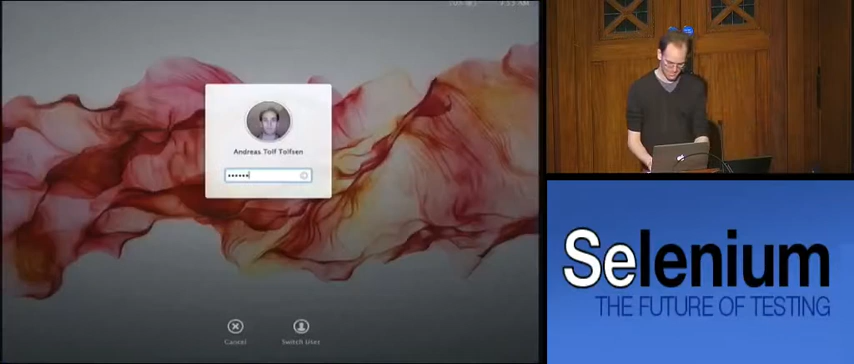 Andreas Tolf Tolfsen
Cancel
Switch User
Selenium
THE FUTURE OF TESTING